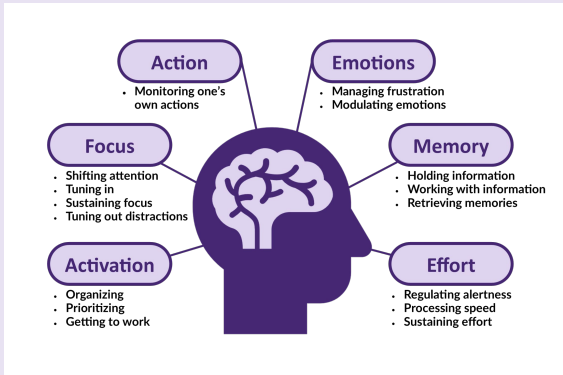 Action
• Monitoring one's
own actions
Emotions
• Managing frustration
• Modulating emotions
Focus
• Shifting attention
• Tuning in
• Sustaining focus
• Tuning out distractions
Memory
• Holding information
• Working with information
• Retrieving memories
Activation
• Organizing
• Prioritizing
• Getting to work
Effort
• Regulating alertness
• Processing speed
• Sustaining effort